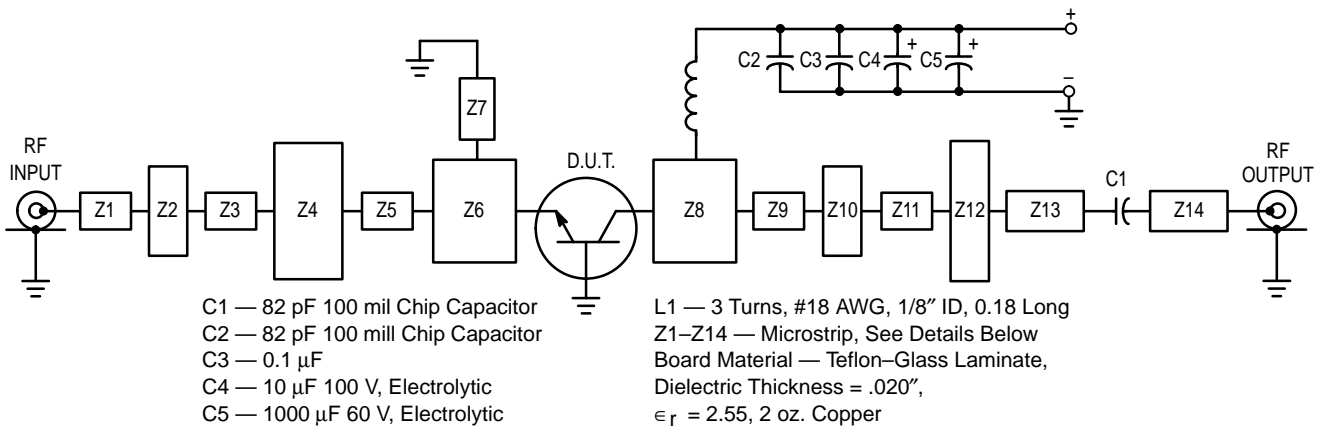 RF
INPUT
Z1
Z2
Z3
Z4
Z5
Z6
Z7
D.U.T.
Z8
Z9
Z10
Z11
Z12
Z13
C1
Z14
RF
OUTPUT
C2
C3
C4
+
C5
+
+
–
C1 — 82 pF 100 mil Chip Capacitor
C2 — 82 pF 100 mill Chip Capacitor
C3 — 0.1 μF
C4 — 10 μF 100 V, Electrolytic
C5 — 1000 μF 60 V, Electrolytic
L1 — 3 Turns, #18 AWG, 1/8″ ID, 0.18 Long
Z1–Z14 — Microstrip, See Details Below
Board Material — Teflon–Glass Laminate,
Dielectric Thickness = .020″,
∈r = 2.55, 2 oz. Copper